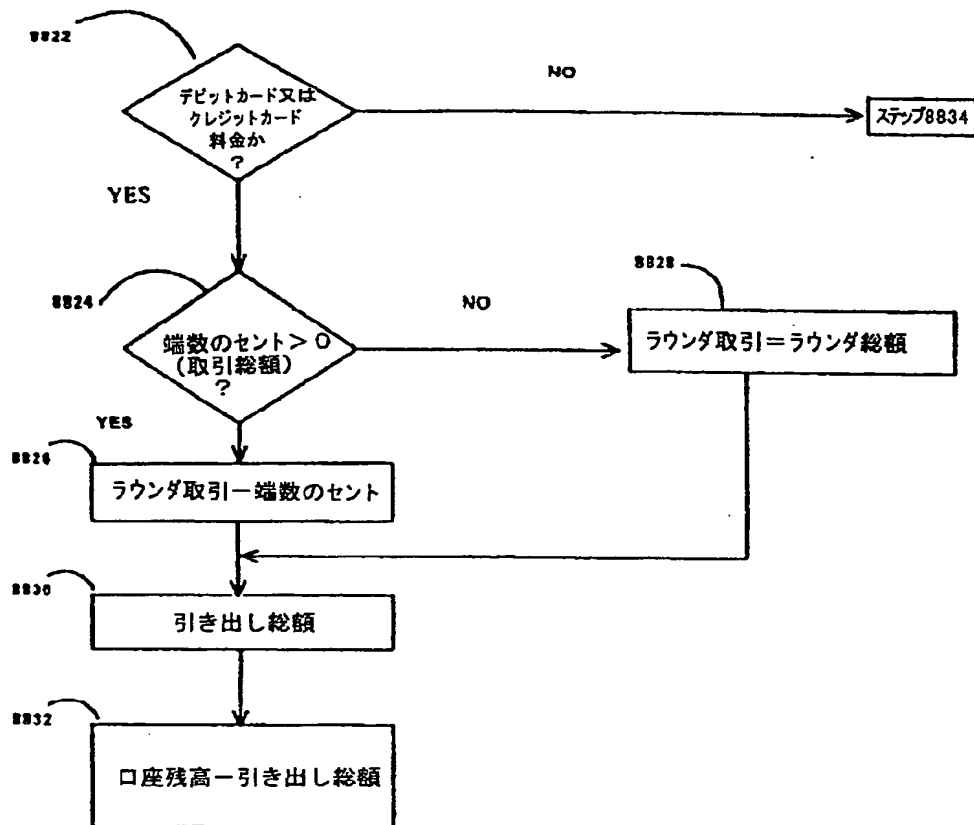 8822
デビットカード又は
クレジットカード
料金か
?
NO
ステップ8834
YES
8824
端数のセント>0
(取引総額)
?
NO
8828
ラウンダ取引=ラウンダ総額
YES
8826
ラウンダ取引-端数のセント
8830
引き出し総額
8832
口座残高-引き出し総額